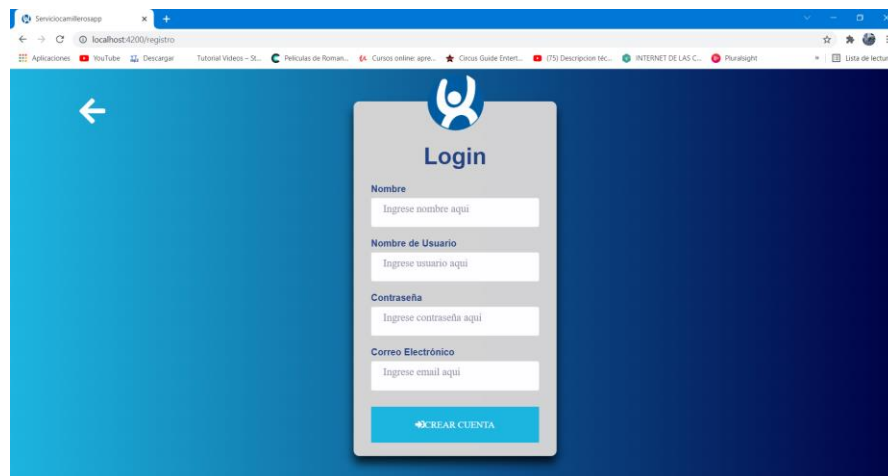 Serviciocamillerosapp
localhost:4200/registro
Aplicaciones YouTube Descargar Tutorial Videos – St... Peliculas de Roman... Cursos online: apre... Circus Guide Entert... (75) Descripcion téc... INTERNET DE LAS C... Pluralsight » Lista de lectur
Login
Nombre
Ingrese nombre aqui
Nombre de Usuario
Ingrese usuario aqui
Contraseña
Ingrese contraseña aqui
Correo Electrónico
Ingrese email aqui
CREAR CUENTA